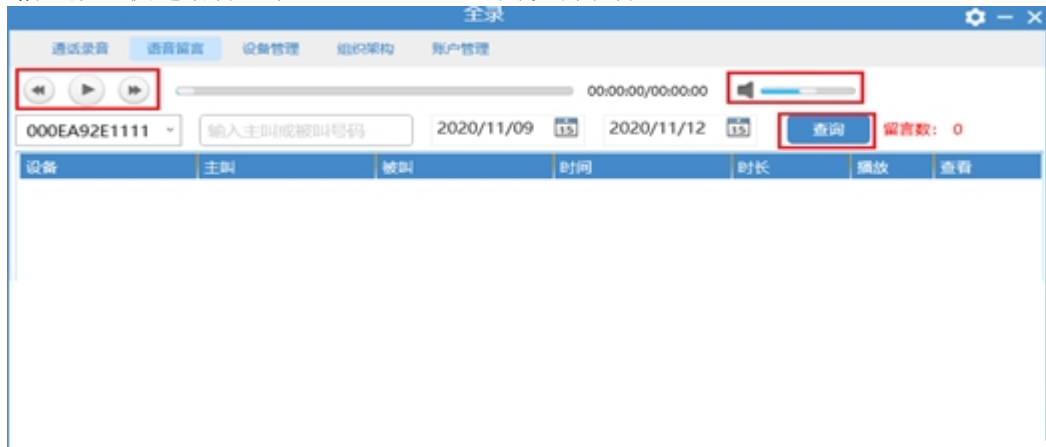 全录
通话录音 语音留言 设备管理 组织架构 账户管理
00:00:00/00:00:00
000EA92E1111 输入主叫或被叫号码 2020/11/09 15 2020/11/12 15 查询 留言数: 0
设备 主叫 被叫 时间 时长 播放 查看